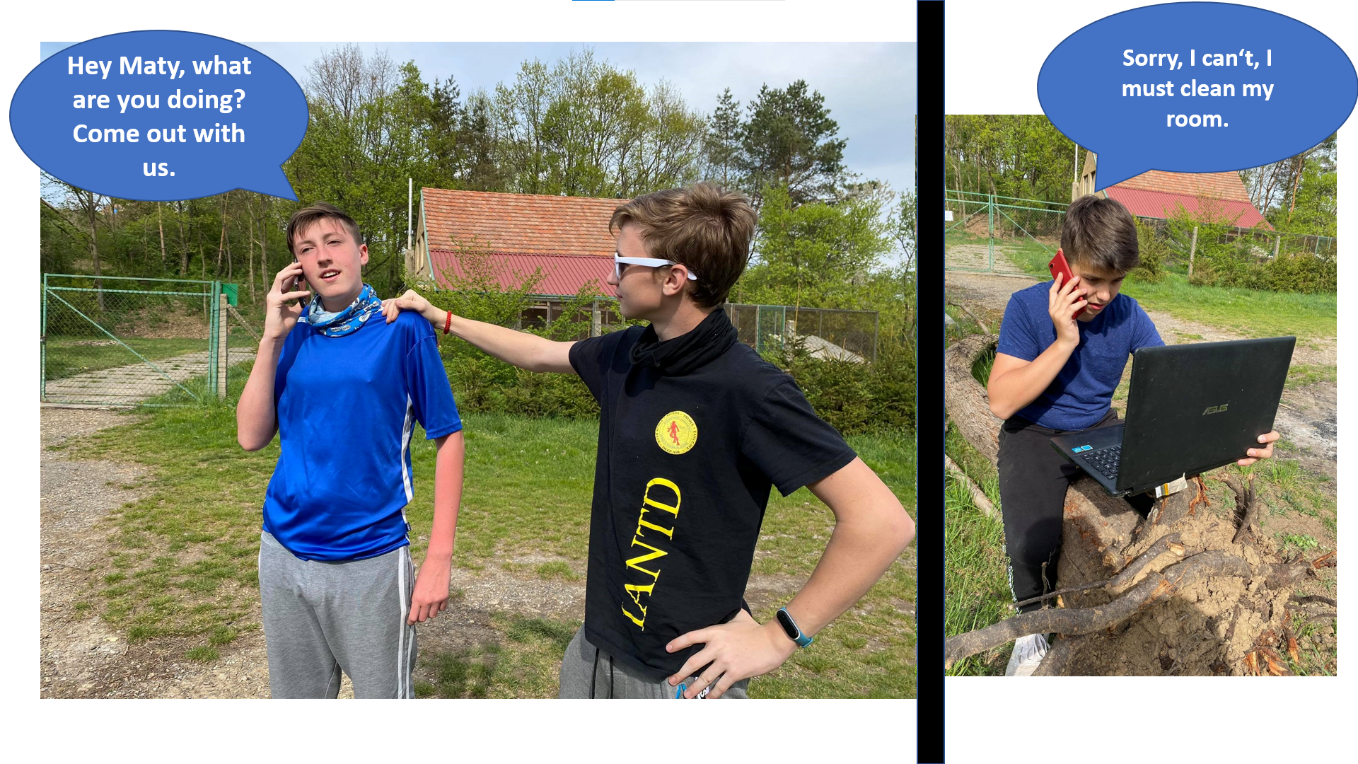 Hey Maty, what
are you doing?
Come out with
us.
Sorry, I can‘t, I
must clean my
room.
LANTD
ASUS